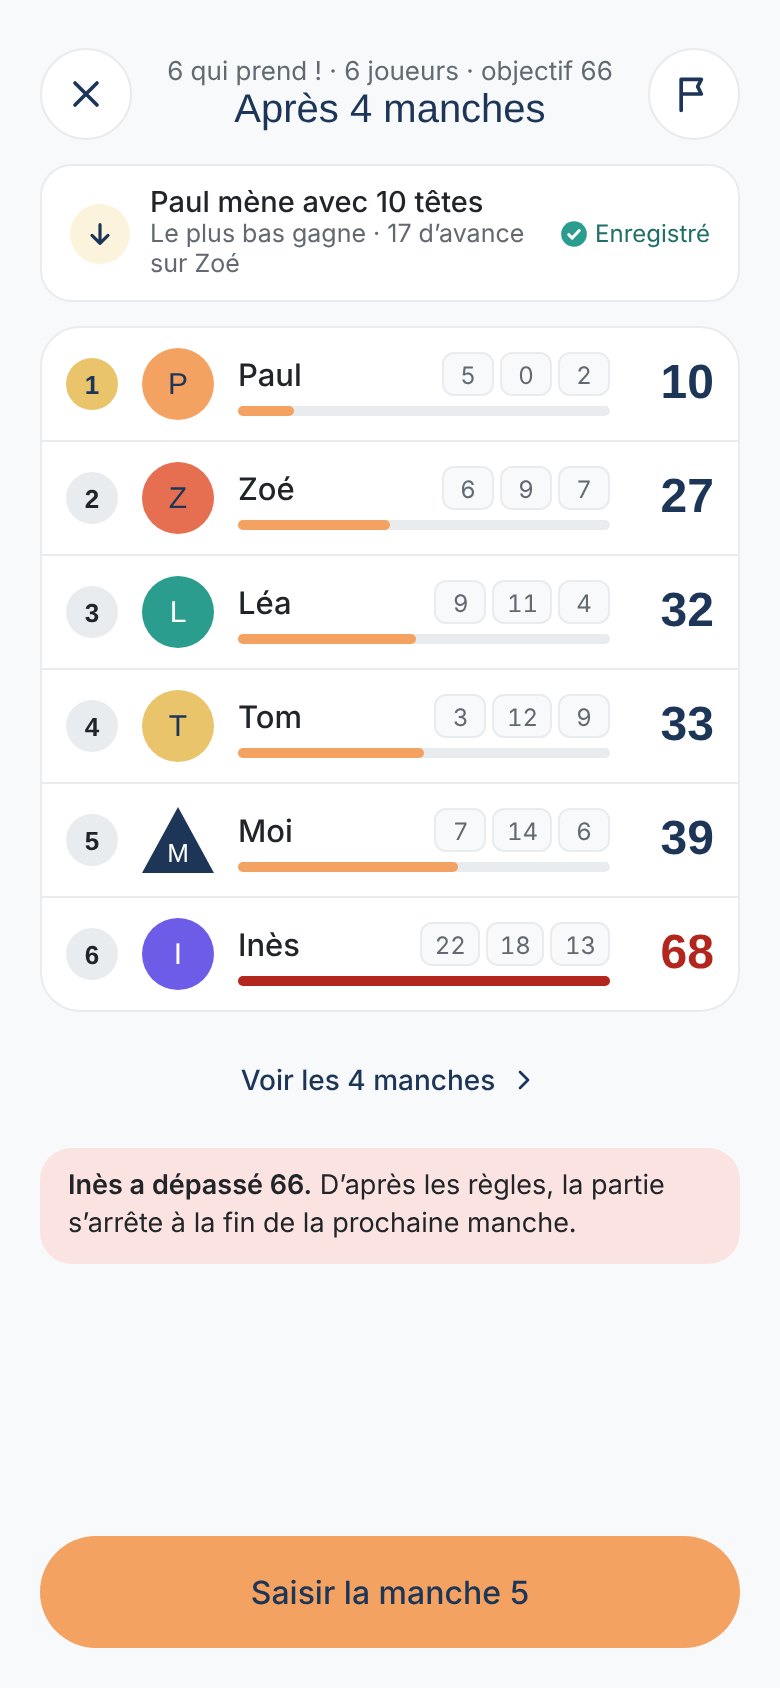 6 qui prend ! · 6 joueurs · objectif 66
Après 4 manches
Paul mène avec 10 têtes
Le plus bas gagne · 17 d’avance
sur Zoé
Enregistré
1 P Paul 5 0 2 10
2 Z Zoé 6 9 7 27
3 L Léa 9 11 4 32
4 T Tom 3 12 9 33
5 M Moi 7 14 6 39
6 I Inès 22 18 13 68
Voir les 4 manches
Inès a dépassé 66. D’après les règles, la partie
s’arrête à la fin de la prochaine manche.
Saisir la manche 5